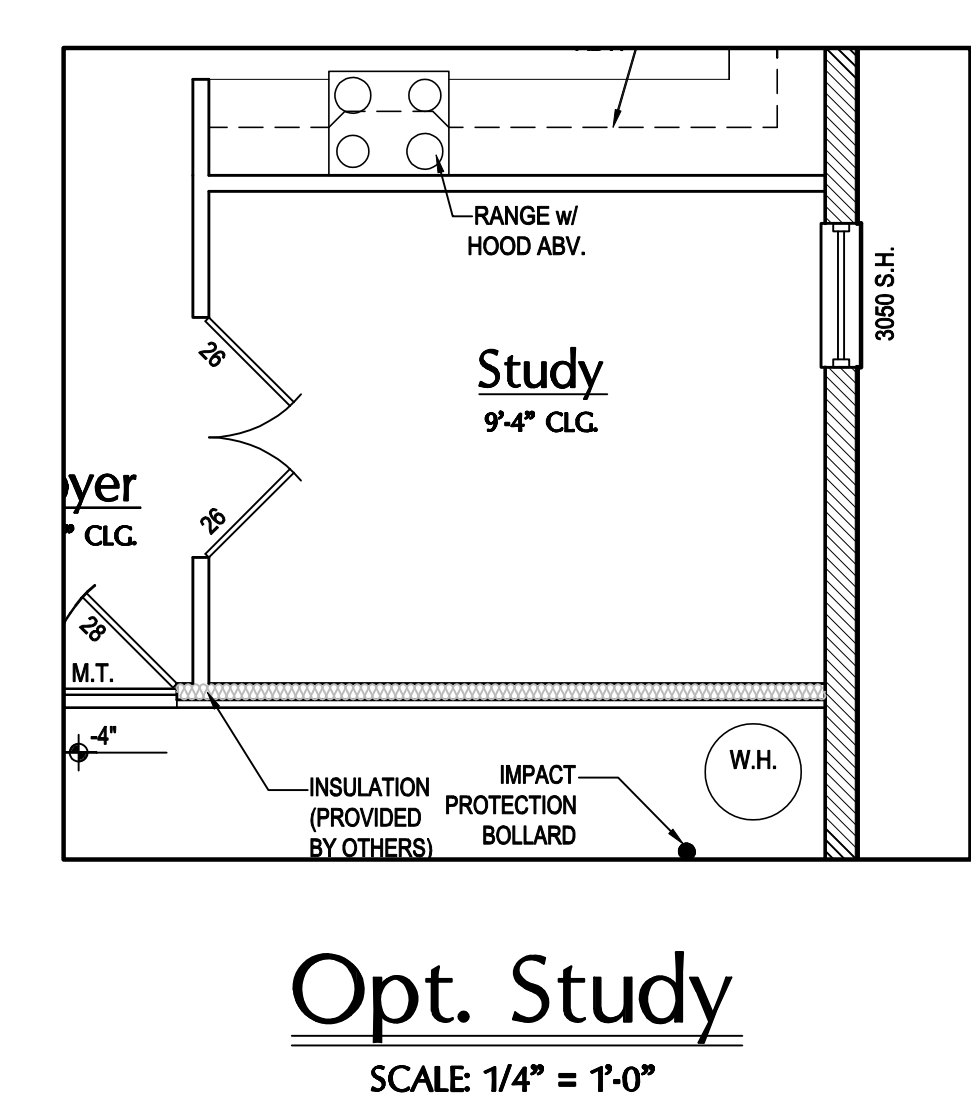 RANGE w/
HOOD ABV.
3050 S.H.
26
Study
9'-4” CLG.
26
yer
” CLG.
28
M.T.
-4"
W.H.
INSULATION
(PROVIDED
BY OTHERS)
IMPACT
PROTECTION
BOLLARD
Opt. Study
SCALE: 1/4” = 1'-0”